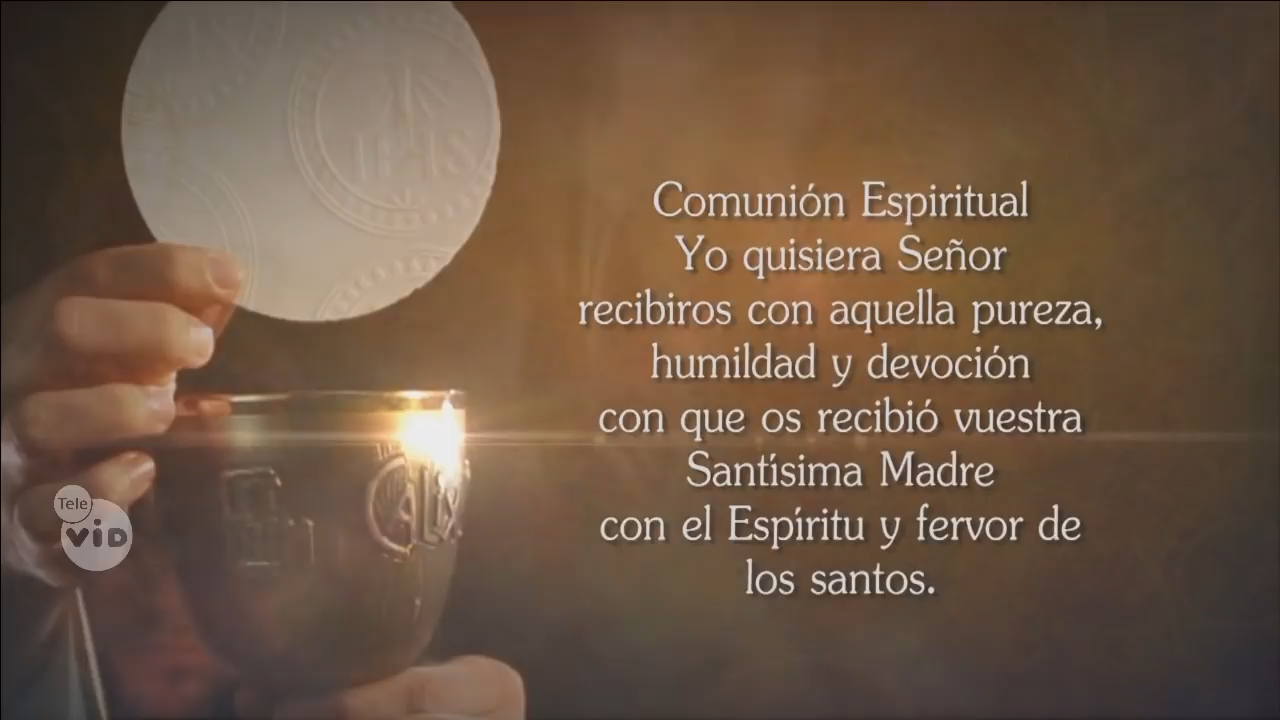 IHS
Comunión Espiritual
Yo quisiera Señor
recibiros con aquella pureza,
humildad y devoción
con que os recibió vuestra
Santísima Madre
con el Espíritu y fervor de
los santos.
Tele
ViD